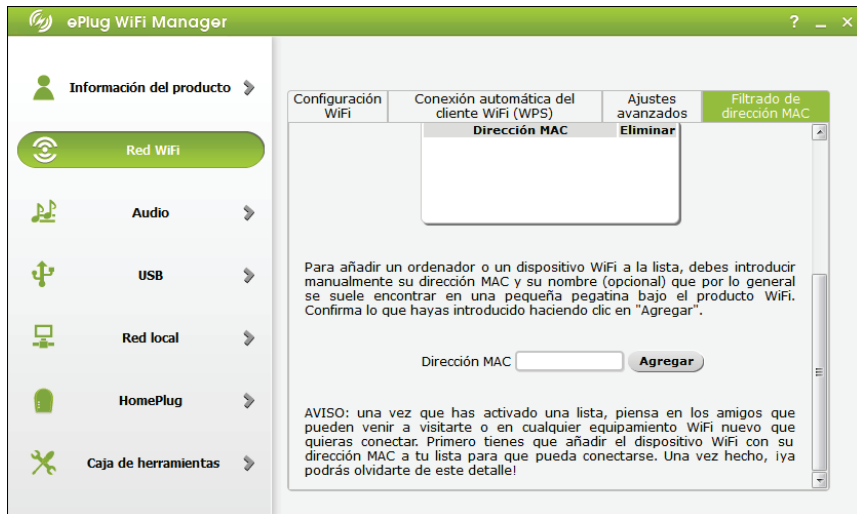 ePlug WiFi Manager
? _ ×
Información del producto
Red WiFi
Audio
USB
Red local
HomePlug
Caja de herramientas
Configuración
WiFi
Conexión automática del
cliente WiFi (WPS)
Ajustes
avanzados
Filtrado de
dirección MAC
Dirección MAC Eliminar
Para añadir un ordenador o un dispositivo WiFi a la lista, debes introducir
manualmente su dirección MAC y su nombre (opcional) que por lo general
se suele encontrar en una pequeña pegatina bajo el producto WiFi.
Confirma lo que hayas introducido haciendo clic en "Agregar".
Dirección MAC Agregar
AVISO: una vez que has activado una lista, piensa en los amigos que
pueden venir a visitarte o en cualquier equipamiento WiFi nuevo que
quieras conectar. Primero tienes que añadir el dispositivo WiFi con su
dirección MAC a tu lista para que pueda conectarse. Una vez hecho, ¡ya
podrás olvidarte de este detalle!